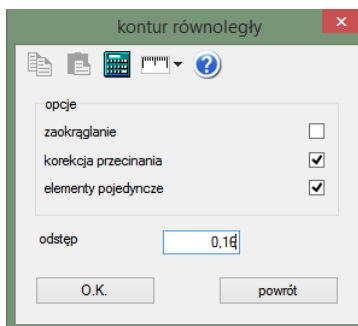 kontur równoległy
opcje
zaokrąglanie
korekcja przecinania
elementy pojedyncze
odstęp 0,16
O.K. powrót